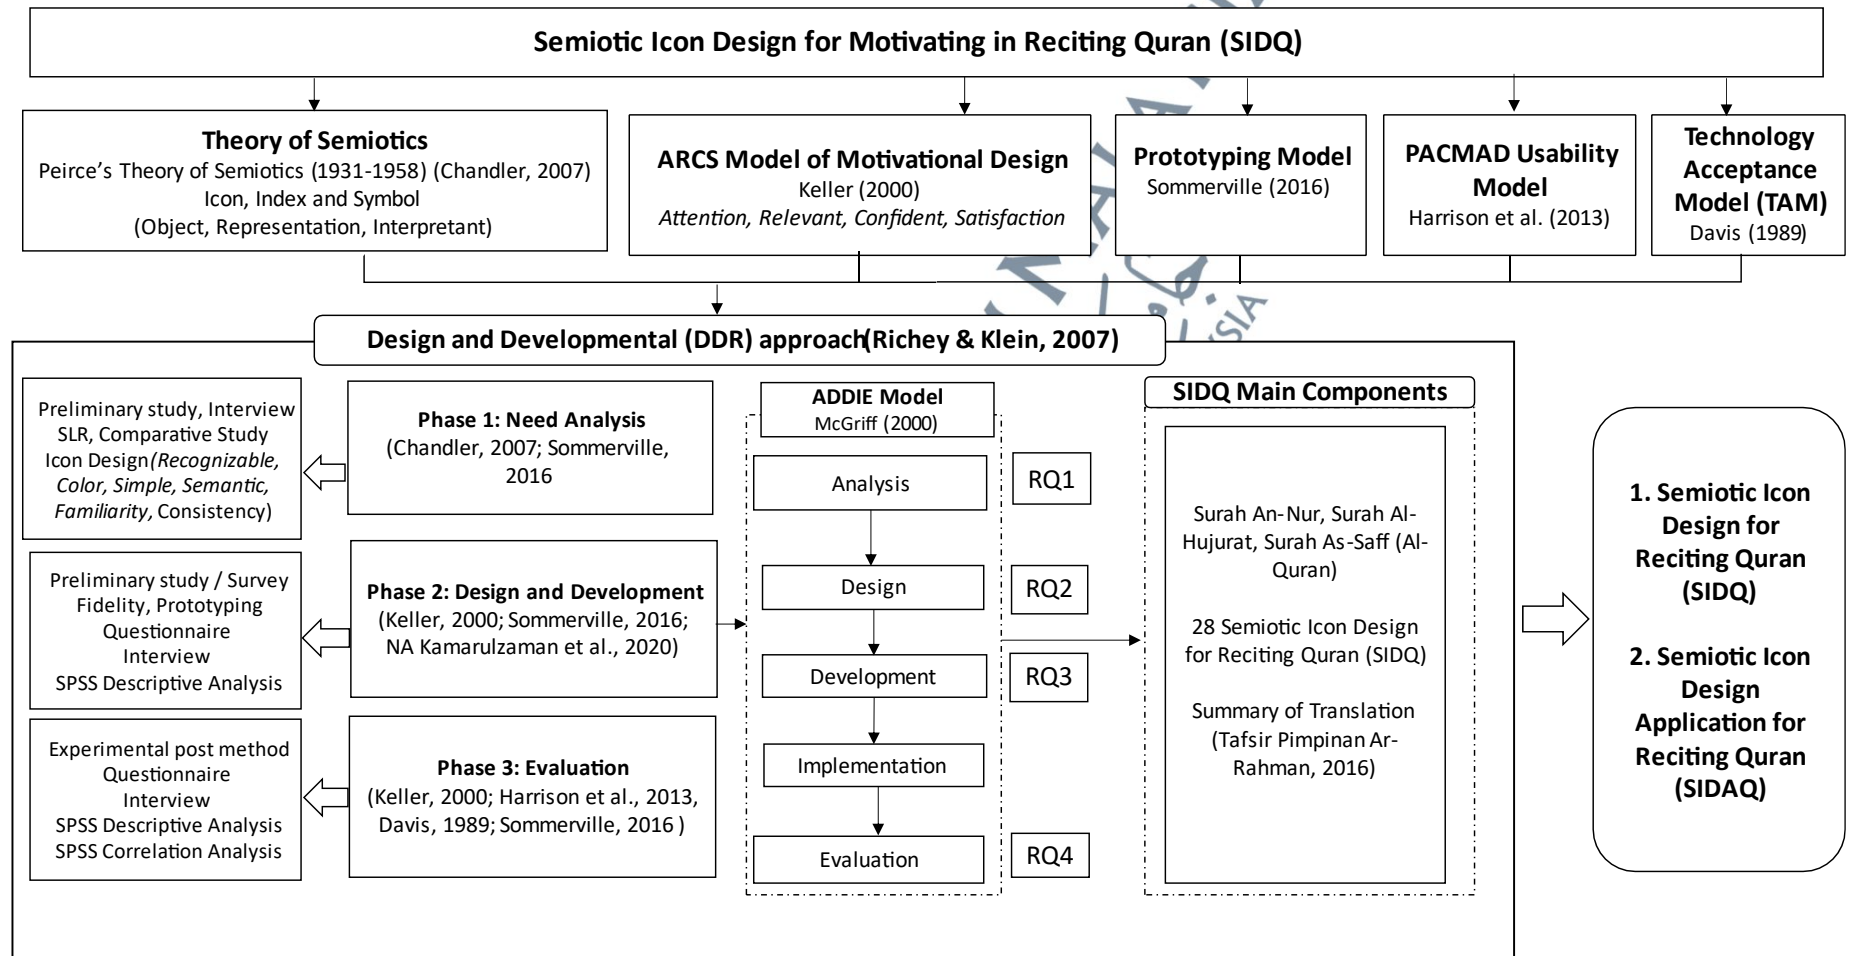 Semiotic Icon Design for Motivating in Reciting Quran (SIDQ)
Theory of Semiotics
Peirce's Theory of Semiotics (1931-1958) (Chandler, 2007)
Icon, Index and Symbol
(Object, Representation, Interpretant)
ARCS Model of Motivational Design
Keller (2000)
Attention, Relevant, Confident, Satisfaction
Prototyping Model
Sommerville (2016)
PACMAD Usability
Model
Harrison et al. (2013)
Technology
Acceptance
Model (TAM)
Davis (1989)
SIA
Design and Developmental (DDR) approach(Richey & Klein, 2007)
Preliminary study, Interview
SLR, Comparative Study
Icon Design(Recognizable,
Color, Simple, Semantic,
Familiarity, Consistency)
Phase 1: Need Analysis
(Chandler, 2007; Sommerville,
2016
Preliminary study / Survey
Fidelity, Prototyping
Questionnaire
Interview
SPSS Descriptive Analysis
Phase 2: Design and Development
(Keller, 2000; Sommerville, 2016;
NA Kamarulzaman et al., 2020)
Experimental post method
Questionnaire
Interview
SPSS Descriptive Analysis
SPSS Correlation Analysis
Phase 3: Evaluation
(Keller, 2000; Harrison et al., 2013,
Davis, 1989; Sommerville, 2016 )
ADDIE Model
McGriff (2000)
Analysis
Design
Development
Implementation
Evaluation
RQ1
RQ2
RQ3
RQ4
SIDQ Main Components
Surah An-Nur, Surah Al-
Hujurat, Surah As-Saff (Al-
Quran)
28 Semiotic Icon Design
for Reciting Quran (SIDQ)
Summary of Translation
(Tafsir Pimpinan Ar-
Rahman, 2016)
1. Semiotic Icon
Design for
Reciting Quran
(SIDQ)
2. Semiotic Icon
Design
Application for
Reciting Quran
(SIDAQ)